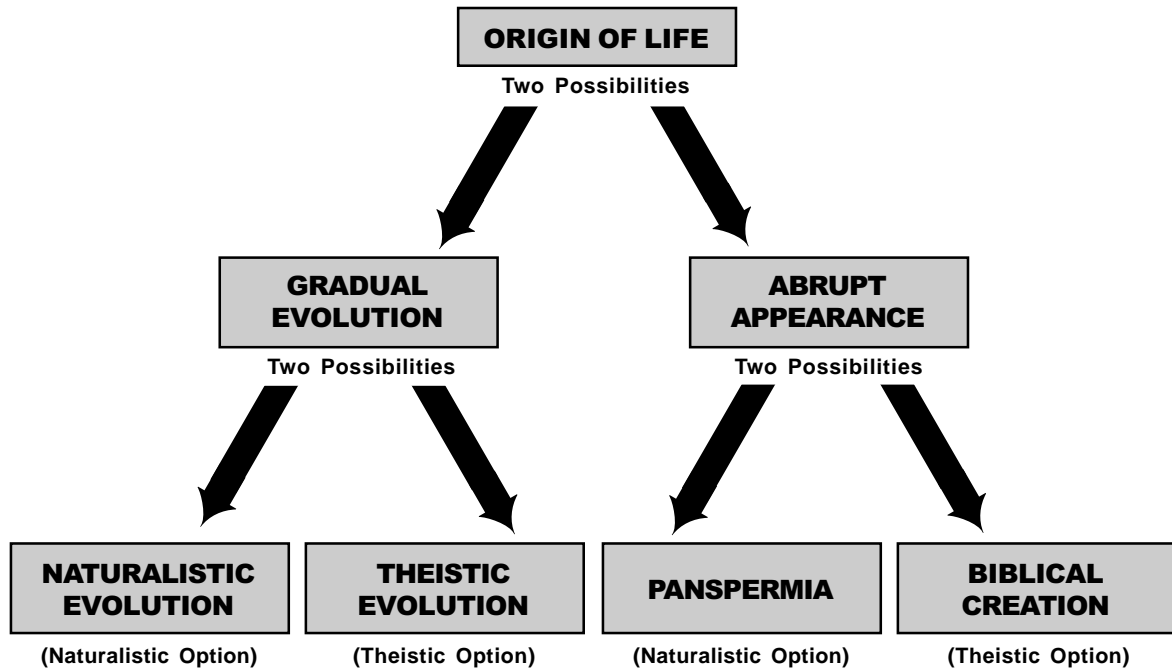 ORIGIN OF LIFE
Two Possibilities
GRADUAL
EVOLUTION
Two Possibilities
ABRUPT
APPEARANCE
Two Possibilities
NATURALISTIC
EVOLUTION
(Naturalistic Option)
THEISTIC
EVOLUTION
(Theistic Option)
PANSPERMIA
(Naturalistic Option)
BIBLICAL
CREATION
(Theistic Option)